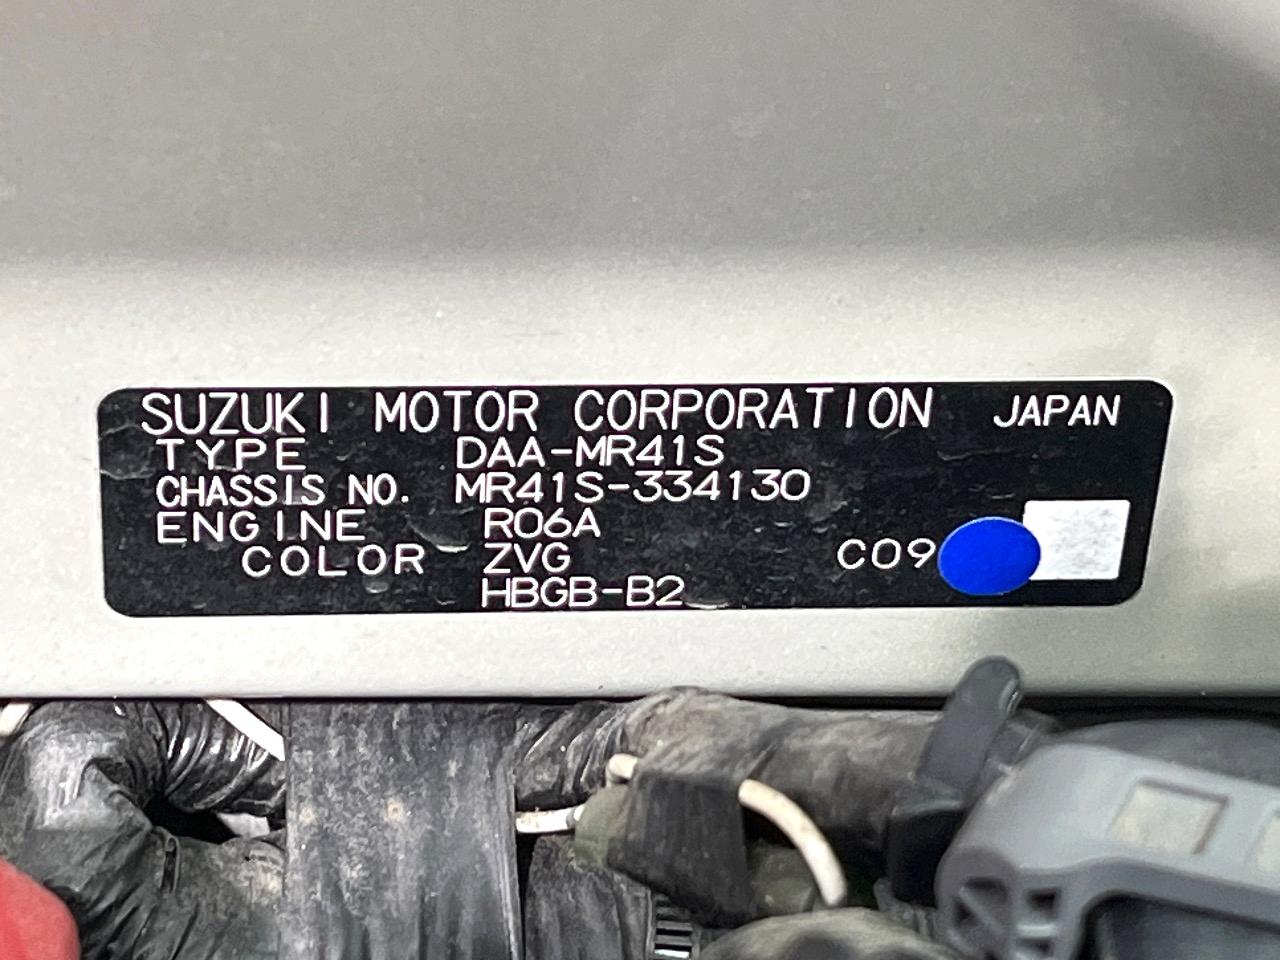 SUZUKI MOTOR CORPORATION JAPAN
TYPE DAA-MR41S
CHASSIS NO. MR41S-334130
ENGINE R06A
COLOR ZVG C09
HBGB-B2